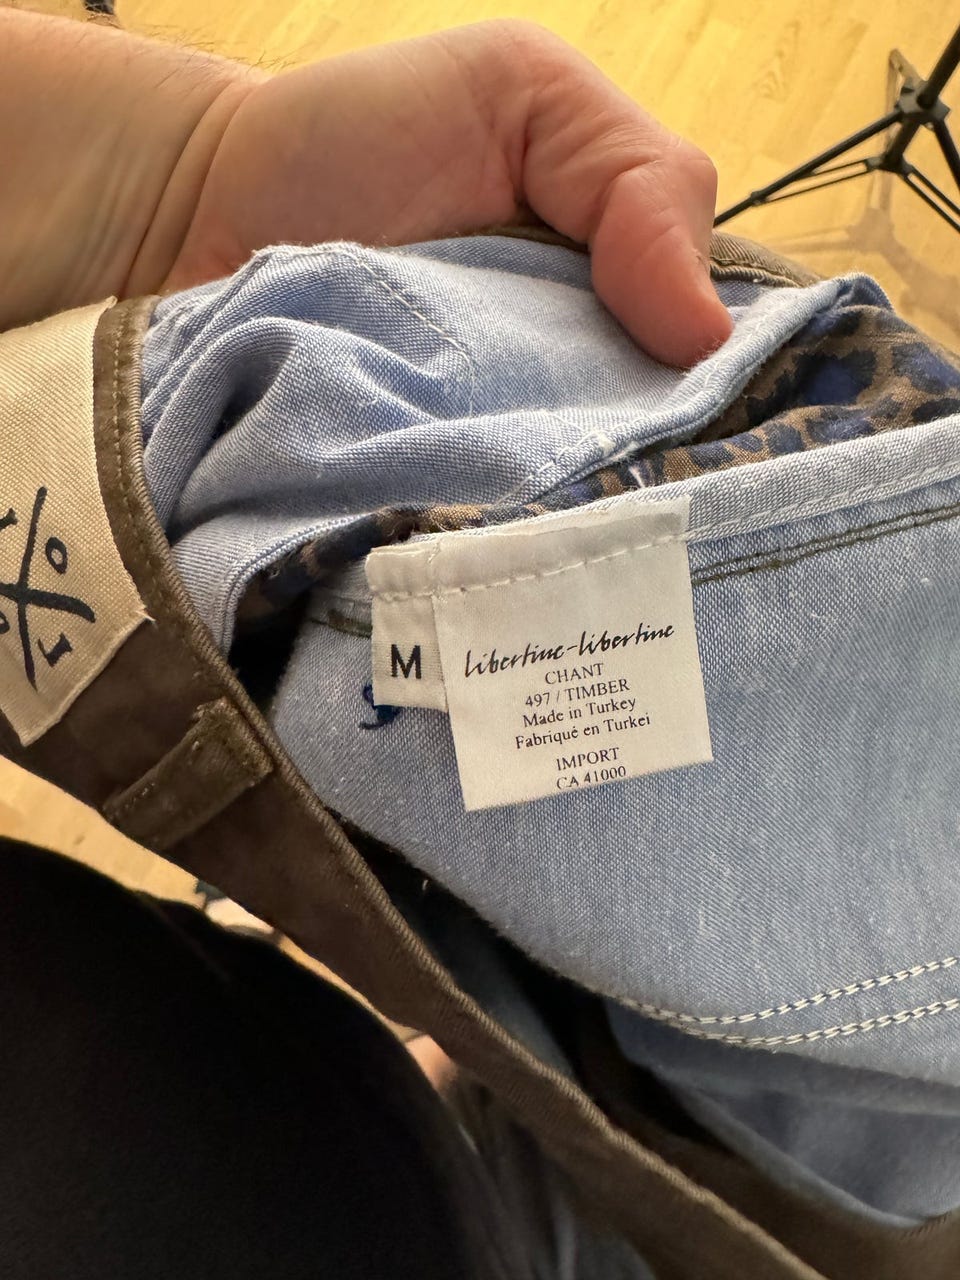 M
libertine-libertine
CHANT
497 / TIMBER
Made in Turkey
Fabriqué en Turkei
IMPORT
CA 41000